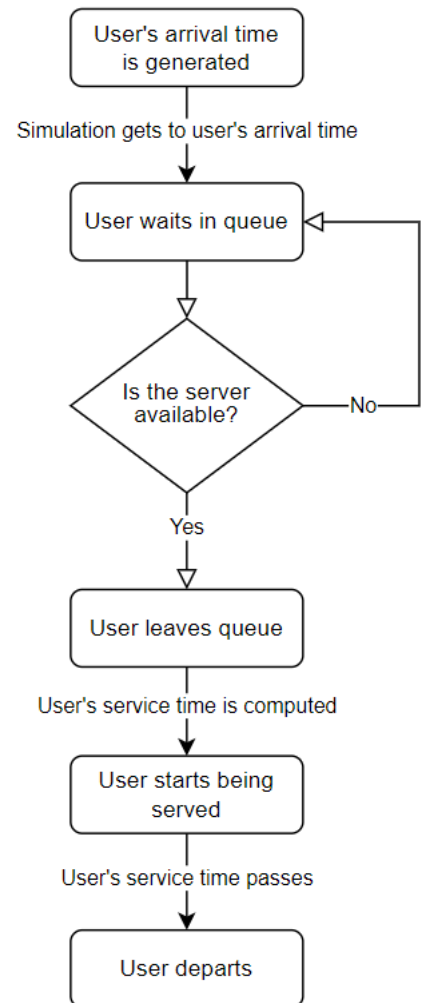 User's arrival time
is generated
Simulation gets to user's arrival time
User waits in queue
Is the server
available?
No
Yes
User leaves queue
User's service time is computed
User starts being
served
User's service time passes
User departs